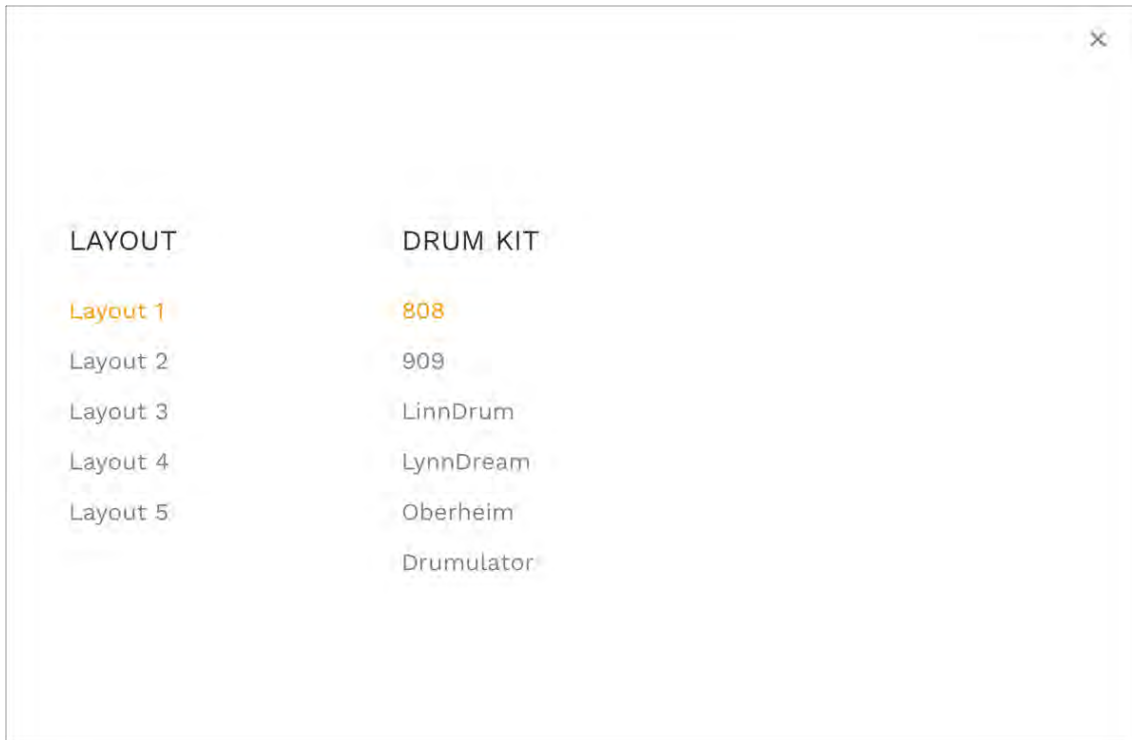 LAYOUT
Layout 1
Layout 2
Layout 3
Layout 4
Layout 5
DRUM KIT
808
909
LinnDrum
LynnDream
Oberheim
Drumulator